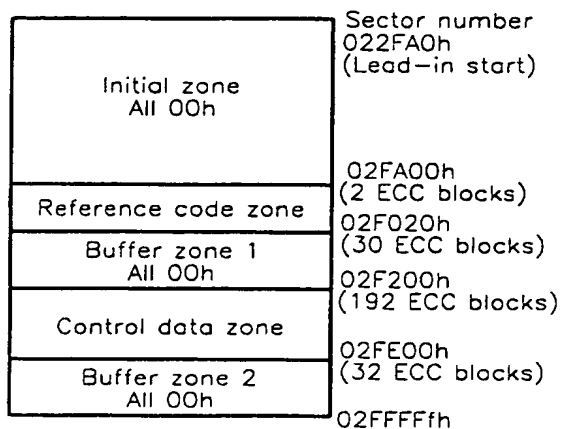 Sector number
022FA0h
(Lead-in start)
Initial zone
All 00h
02FA00h
(2 ECC blocks)
Reference code zone
02F020h
(30 ECC blocks)
Buffer zone 1
All 00h
02F200h
(192 ECC blocks)
Control data zone
02FE00h
(32 ECC blocks)
Buffer zone 2
All 00h
02FFFFfh